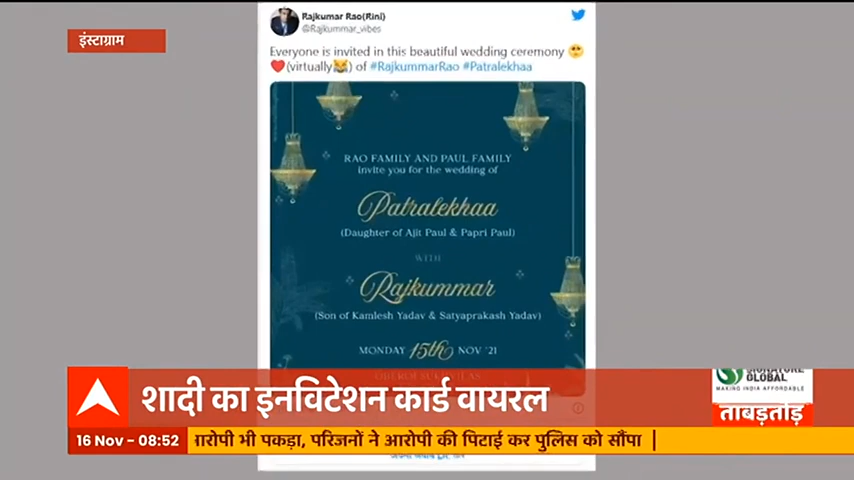 इंस्टाग्राम
Rajkumar Rao(Rini)
@Rajkummar_vibes
Everyone is invited in this beautiful wedding ceremony 🥺
❤️(virtually😹) of #RajkummarRao #Patralekhaa
RAO FAMILY AND PAUL FAMILY
invite you for the wedding of
Patralekhaa
(Daughter of Ajit Paul & Papri Paul)
WITH
Rajkummar
(Son of Kamlesh Yadav & Satyaprakash Yadav)
MONDAY 15th NOV '21
शादी का इनविटेशन कार्ड वायरल
SIGNATURE
GLOBAL
MAKING INDIA AFFORDABLE
ताबड़तोड़
16 Nov - 08:52
भी पकड़ा, परिजनों ने आरोपी की पिटाई कर पुलिस को सौंपा |